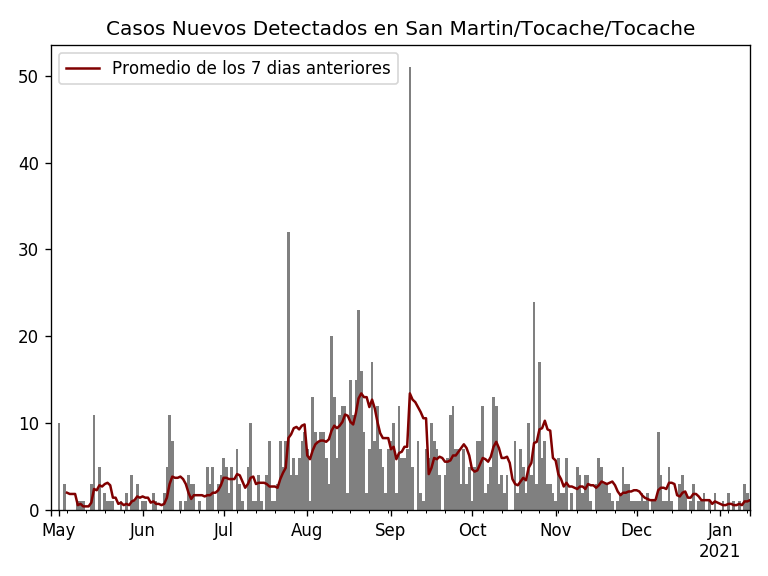 Casos Nuevos Detectados en San Martin/Tocache/Tocache
Promedio de los 7 dias anteriores
50
40
30
20
10
0
May Jun Jul Aug Sep Oct Nov Dec Jan
2021